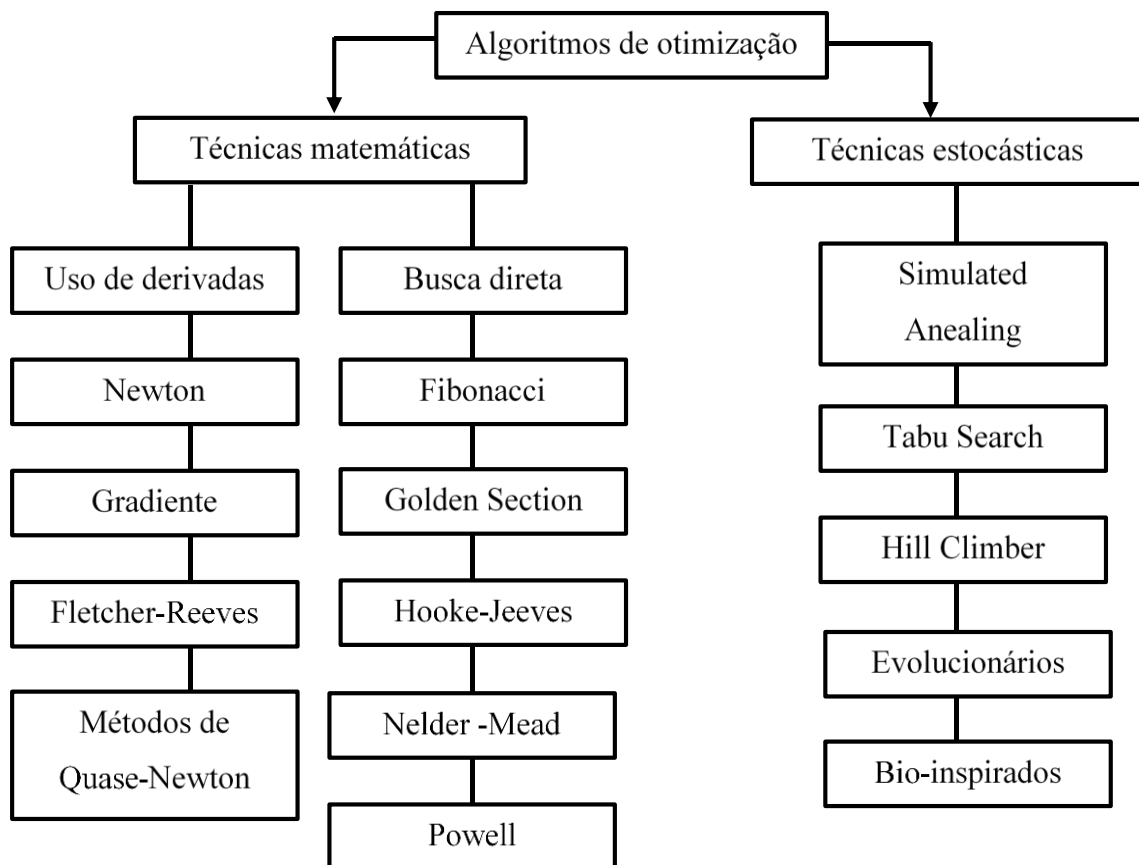 Algoritmos de otimização
Técnicas matemáticas
Técnicas estocásticas
Uso de derivadas
Newton
Gradiente
Fletcher-Reeves
Métodos de
Quase-Newton
Busca direta
Fibonacci
Golden Section
Hooke-Jeeves
Nelder -Mead
Powell
Simulated
Anealing
Tabu Search
Hill Climber
Evolucionários
Bio-inspirados